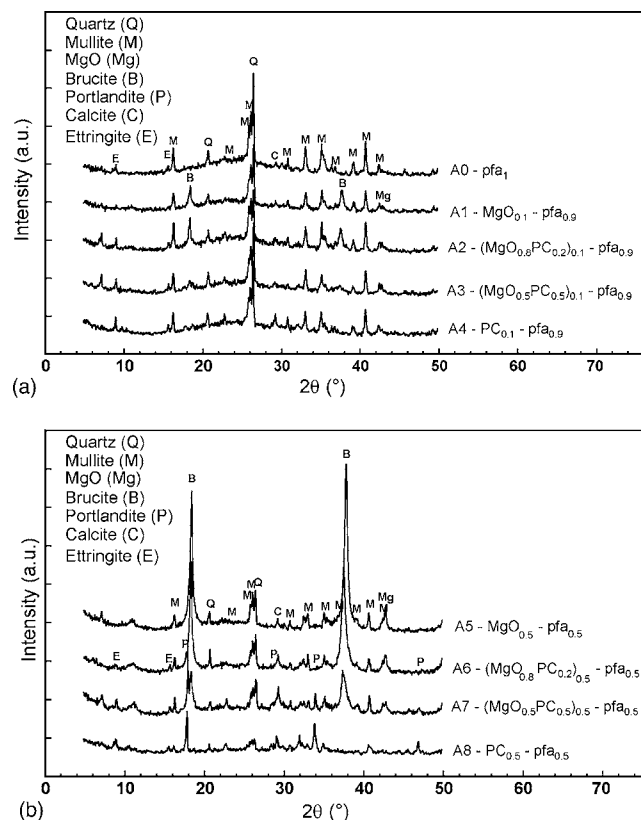 Quartz (Q)
Mullite (M)
MgO (Mg)
Brucite (B)
Portlandite (P)
Calcite (C)
Ettringite (E)
Q
M
M
E
E
M
Q
M
C
M
M
M
M
M
M
M
B
B
Mg
A0 - pfa₁
A1 - MgO₀.₁ - pfa₀.₉
A2 - (MgO₀.₈PC₀.₂)₀.₁ - pfa₀.₉
A3 - (MgO₀.₅PC₀.₅)₀.₁ - pfa₀.₉
A4 - PC₀.₁ - pfa₀.₉
Intensity (a.u.)
0 10 20 30 40 50 60 70
(a) 2θ (°)
Quartz (Q)
Mullite (M)
MgO (Mg)
Brucite (B)
Portlandite (P)
Calcite (C)
Ettringite (E)
B
B
M
Q
M
M
M
Q
C
M
M
M
M
M
M
M
Mg
E
E
P
P
P
P
A5 - MgO₀.₅ - pfa₀.₅
A6 - (MgO₀.₈PC₀.₂)₀.₅ - pfa₀.₅
A7 - (MgO₀.₅PC₀.₅)₀.₅ - pfa₀.₅
A8 - PC₀.₅ - pfa₀.₅
Intensity (a.u.)
0 10 20 30 40 50 60 70
(b) 2θ (°)